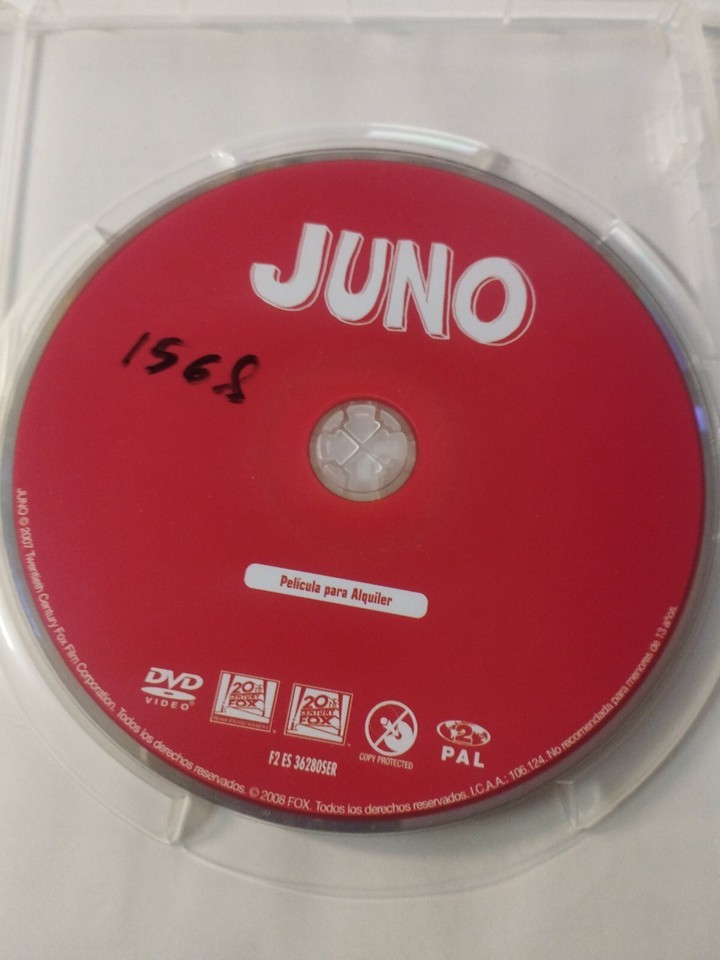 JUNO
1568
Película para Alquiler
DVD
VIDEO
20th
CENTURY
FOX
HOME ENTERTAINMENT
20th
CENTURY
FOX
COPY PROTECTED
2
PAL
F2 ES 36280SER
JUNO © 2007 Twentieth Century Fox Film Corporation. Todos los derechos reservados. © 2008 FOX. Todos los derechos reservados. I.C.A.A.: 106.124. No recomendada para menores de 13 años.